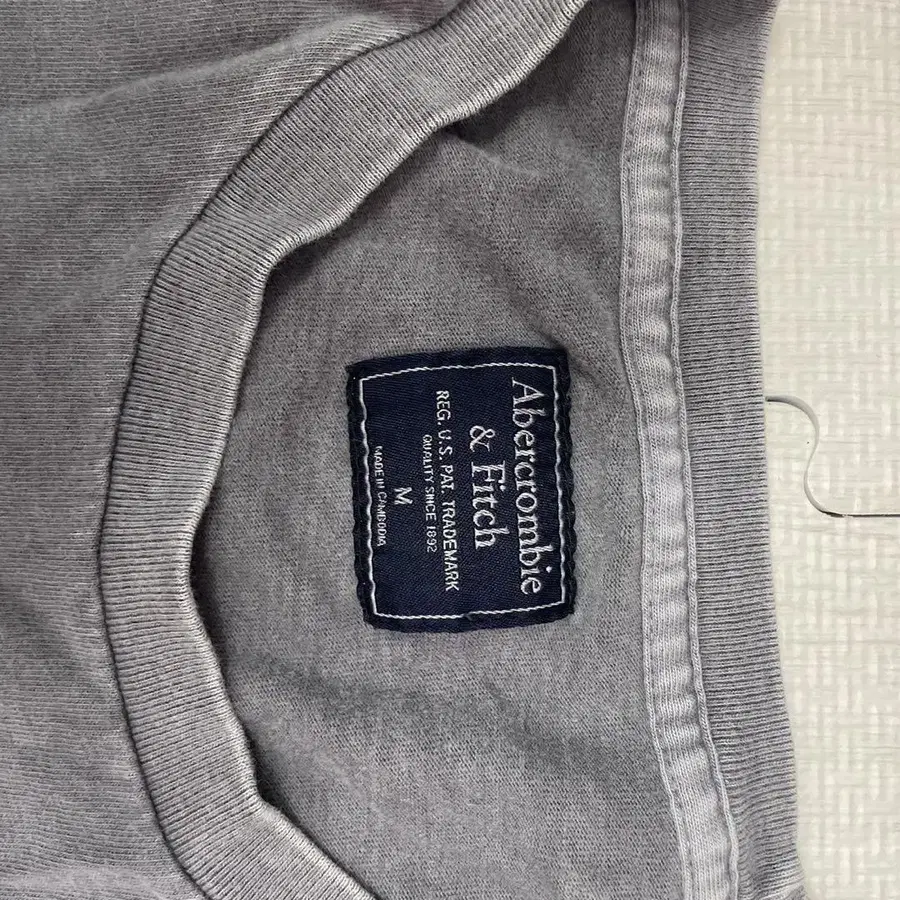 Abercrombie
& Fitch
REG. U.S. PAT. TRADEMARK
QUALITY SINCE 1892
M
MADE IN CAMBODIA